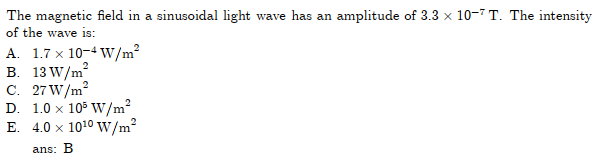 The magnetic field in a sinusoidal light wave has an amplitude of 3.3 × 10⁻⁷ T. The intensity
of the wave is:
A. 1.7 × 10⁻⁴ W/m²
B. 13 W/m²
C. 27 W/m²
D. 1.0 × 10⁵ W/m²
E. 4.0 × 10¹⁰ W/m²
ans: B